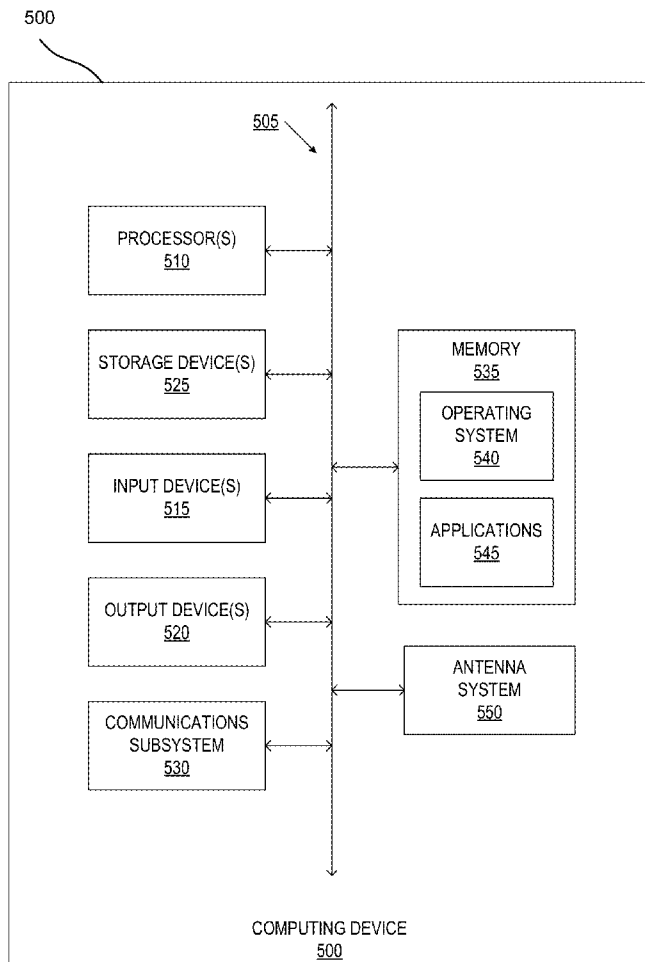 500
505
PROCESSOR(S)
510
STORAGE DEVICE(S)
525
INPUT DEVICE(S)
515
OUTPUT DEVICE(S)
520
COMMUNICATIONS
SUBSYSTEM
530
MEMORY
535
OPERATING
SYSTEM
540
APPLICATIONS
545
ANTENNA
SYSTEM
550
COMPUTING DEVICE
500